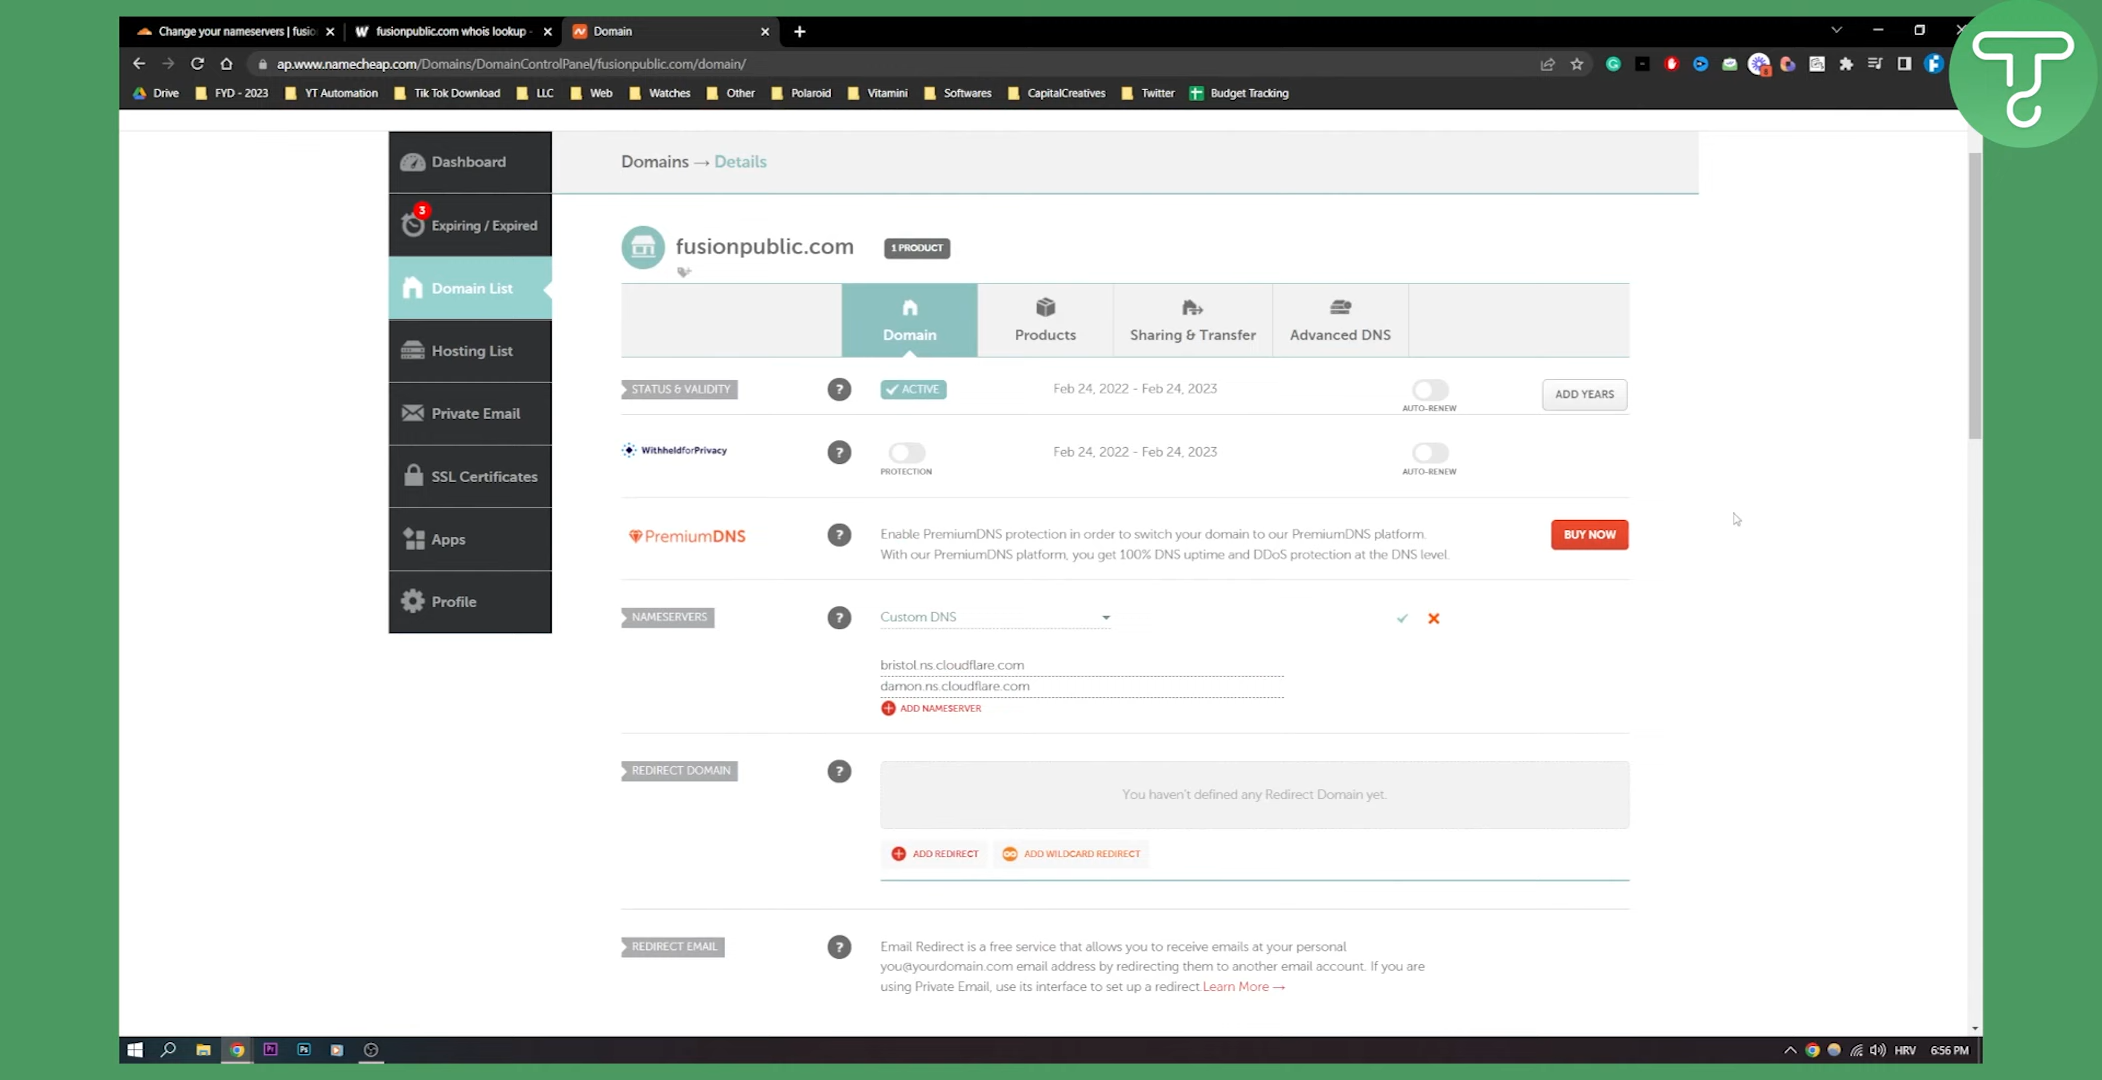 Change your nameservers | fusio
fusionpublic.com whois lookup -
Domain
ap.www.namecheap.com/Domains/DomainControlPanel/fusionpublic.com/domain/
Drive
FYD - 2023
YT Automation
Tik Tok Download
LLC
Web
Watches
Other
Polaroid
Vitamini
Softwares
CapitalCreatives
Twitter
Budget Tracking
Dashboard
3
Expiring / Expired
Domain List
Hosting List
Private Email
SSL Certificates
Apps
Profile
Domains → Details
fusionpublic.com
1 PRODUCT
Domain
Products
Sharing & Transfer
Advanced DNS
STATUS & VALIDITY
?
ACTIVE
Feb 24, 2022 - Feb 24, 2023
AUTO-RENEW
ADD YEARS
WithheldforPrivacy
?
PROTECTION
Feb 24, 2022 - Feb 24, 2023
AUTO-RENEW
PremiumDNS
?
Enable PremiumDNS protection in order to switch your domain to our PremiumDNS platform.
With our PremiumDNS platform, you get 100% DNS uptime and DDoS protection at the DNS level.
BUY NOW
NAMESERVERS
?
Custom DNS
bristol.ns.cloudflare.com
damon.ns.cloudflare.com
ADD NAMESERVER
REDIRECT DOMAIN
?
You haven't defined any Redirect Domain yet.
ADD REDIRECT
ADD WILDCARD REDIRECT
REDIRECT EMAIL
?
Email Redirect is a free service that allows you to receive emails at your personal
you@yourdomain.com email address by redirecting them to another email account. If you are
using Private Email, use its interface to set up a redirect.Learn More →
Pr
Ps
HRV
6:56 PM